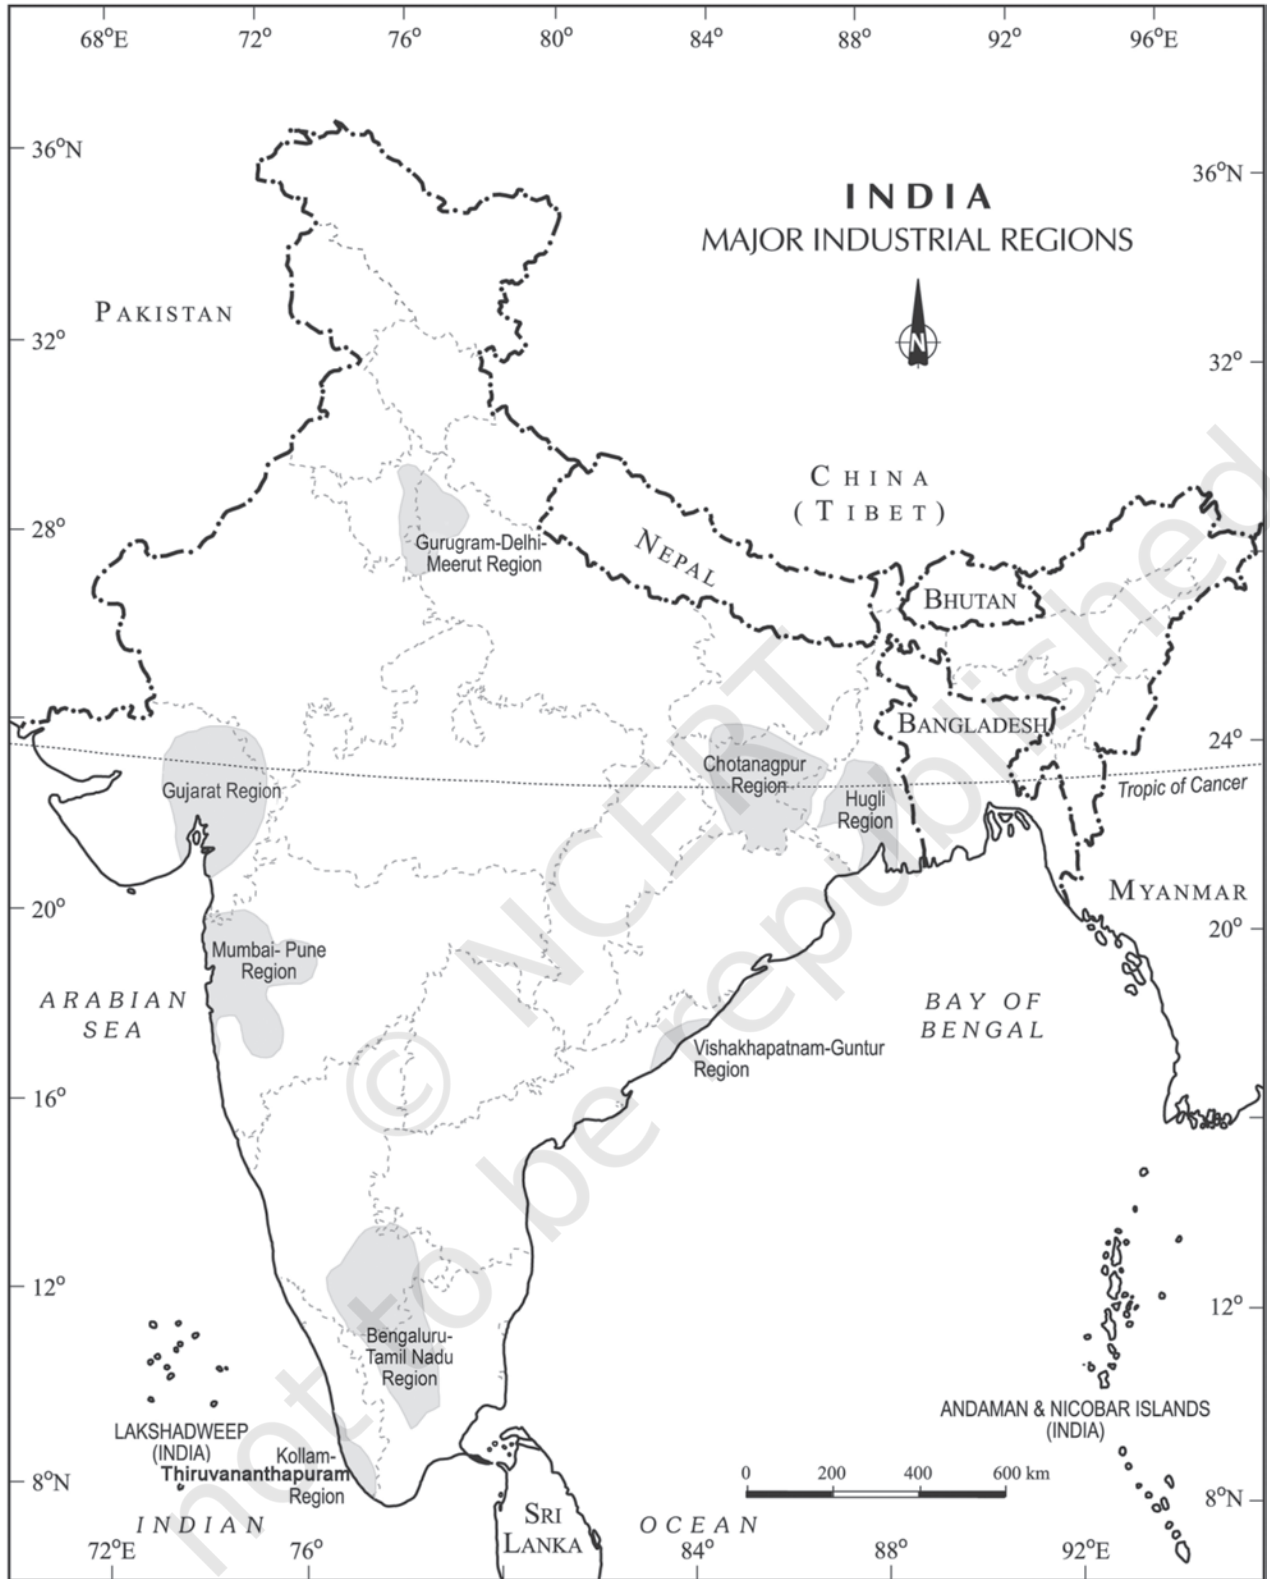 68°E 72° 76° 80° 84° 88° 92° 96°E
36°N
36°N
INDIA
MAJOR INDUSTRIAL REGIONS
N
PAKISTAN
32°
32°
CHINA
(TIBET)
28°
Gurugram-Delhi-
Meerut Region
NEPAL
BHUTAN
BANGLADESH
24°
Chotanagpur
Region
Tropic of Cancer
Gujarat Region
Hugli
Region
MYANMAR
20°
20°
Mumbai- Pune
Region
ARABIAN
SEA
BAY OF
BENGAL
Vishakhapatnam-Guntur
Region
16°
12°
12°
Bengaluru-
Tamil Nadu
Region
LAKSHADWEEP
(INDIA)
ANDAMAN & NICOBAR ISLANDS
(INDIA)
Kollam-
Thiruvananthapuram
Region
8°N
8°N
0 200 400 600 km
SRI
LANKA
INDIAN OCEAN
72°E 76° 84° 88° 92°E
© NCERT
not to be republished